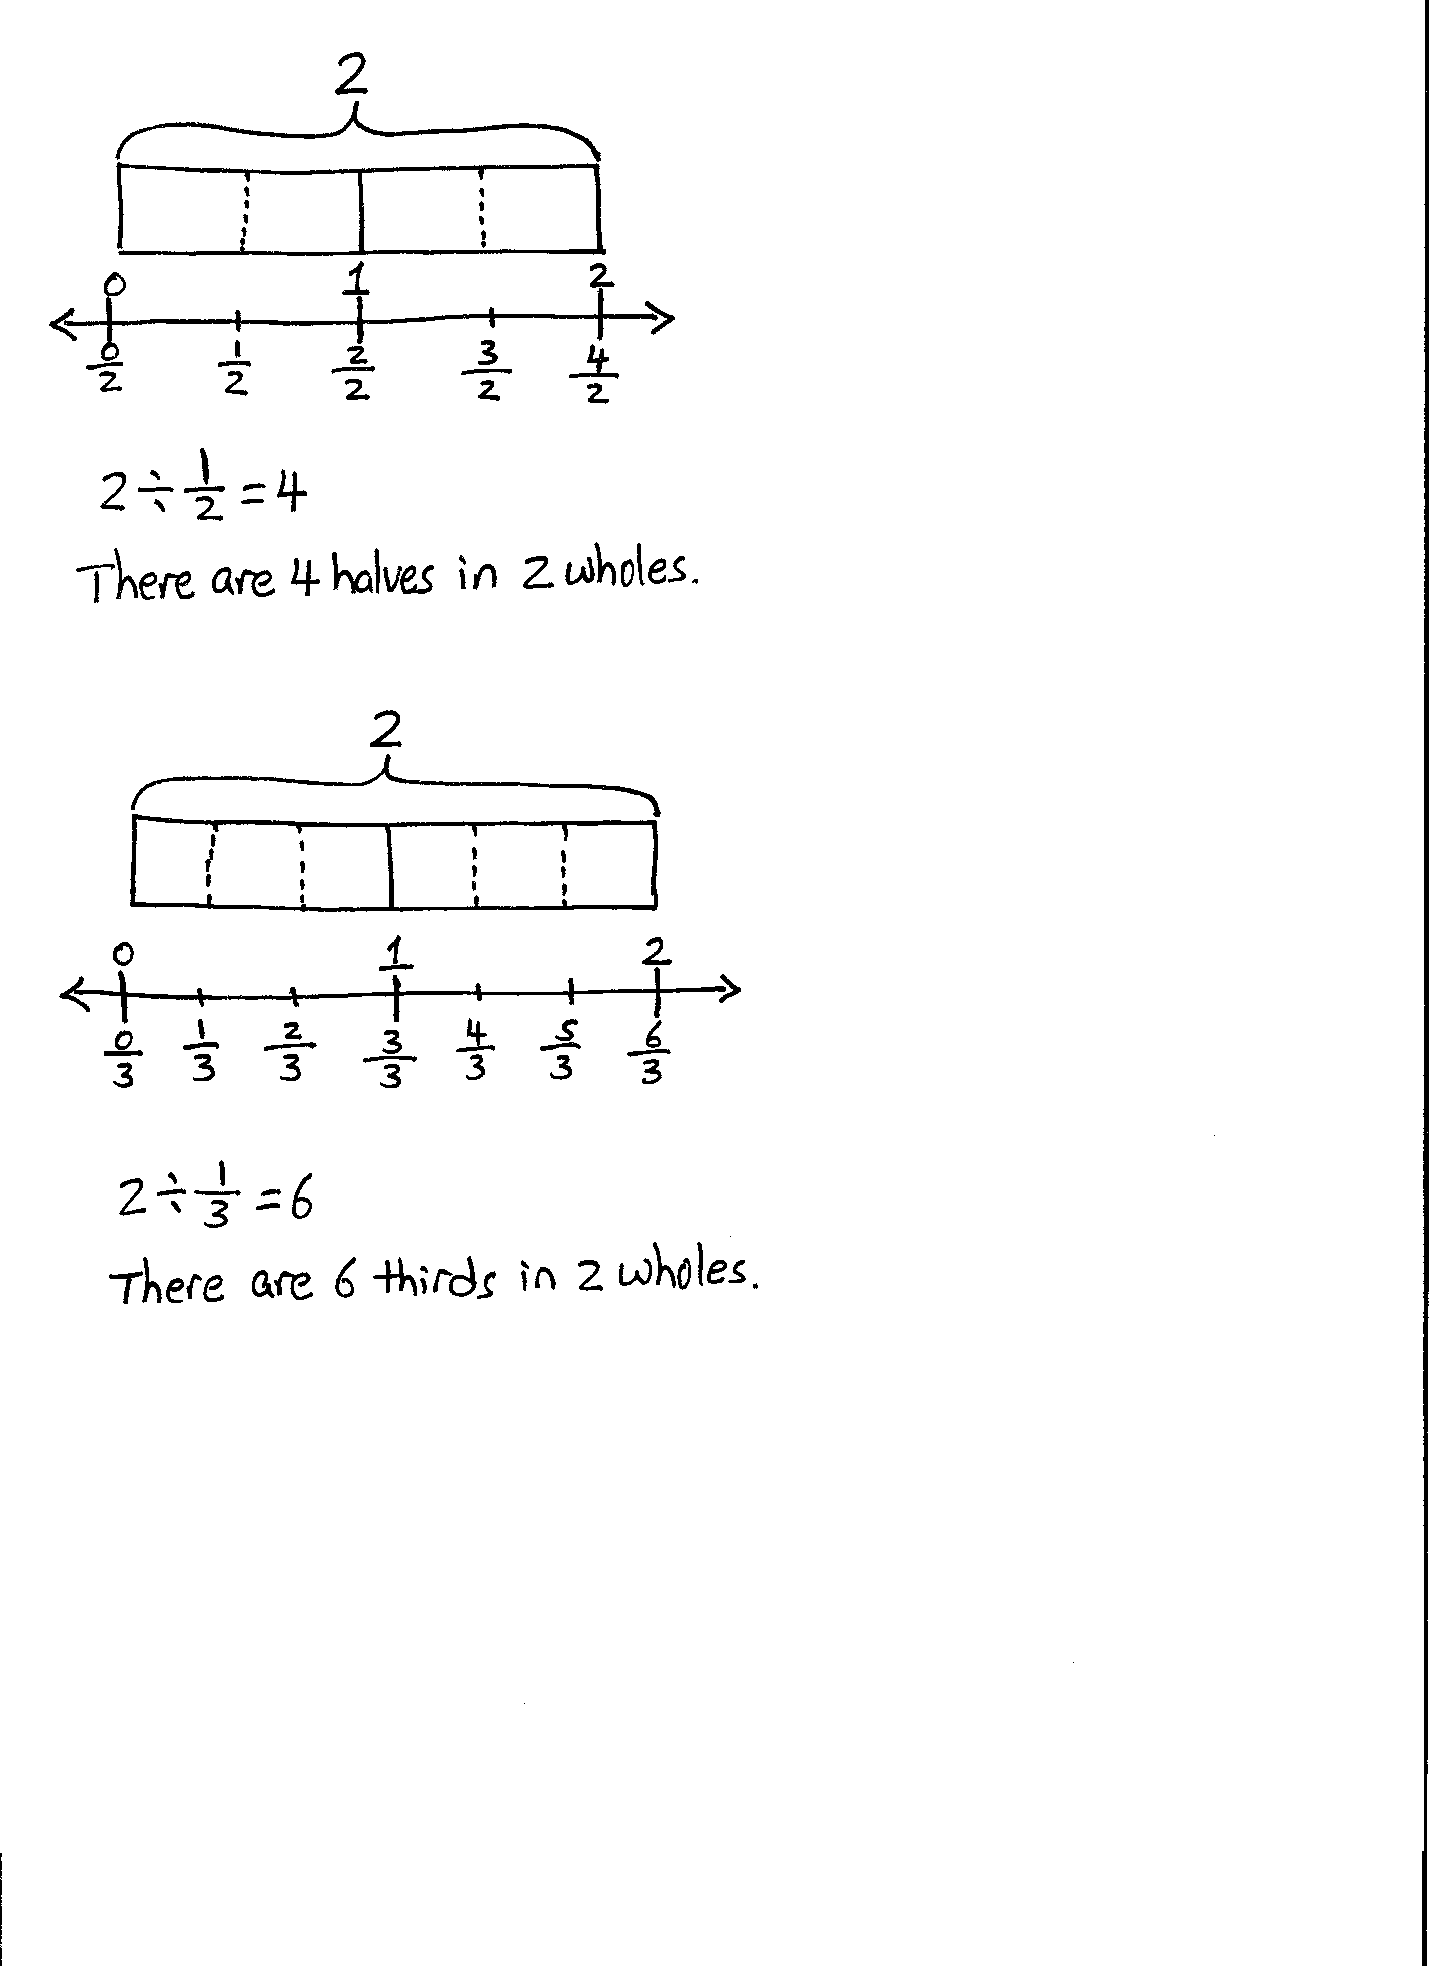 2
0 1 2
0/2 1/2 2/2 3/2 4/2
2 ÷ 1/2 = 4
There are 4 halves in 2 wholes.
2
0 1 2
0/3 1/3 2/3 3/3 4/3 5/3 6/3
2 ÷ 1/3 = 6
There are 6 thirds in 2 wholes.